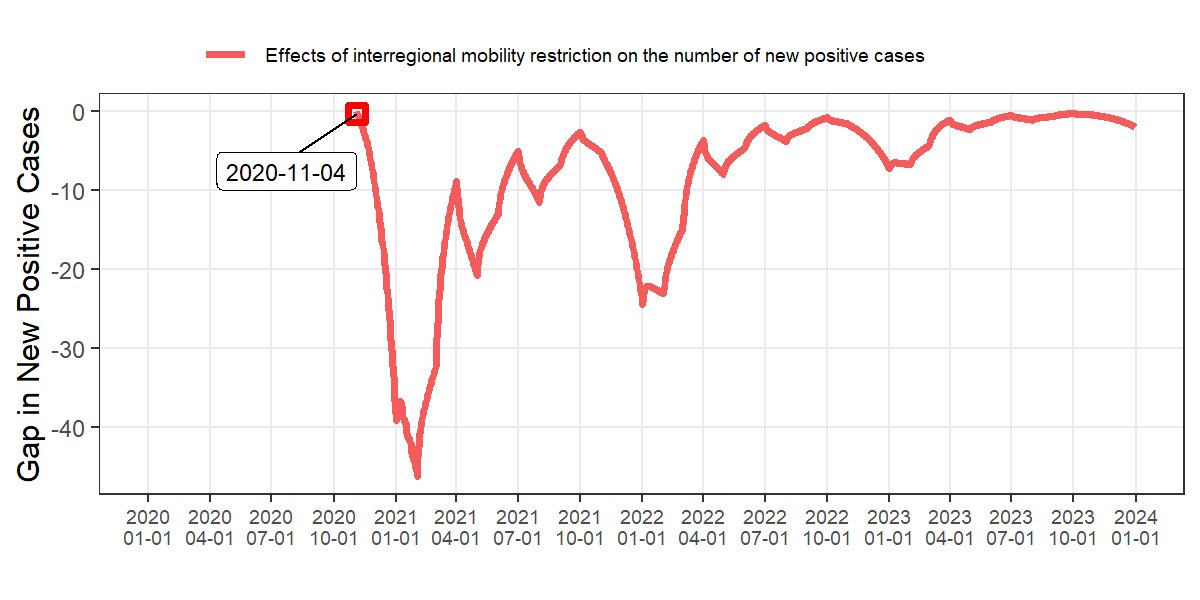 Effects of interregional mobility restriction on the number of new positive cases
Gap in New Positive Cases
0
-10
-20
-30
-40
2020-11-04
2020 2020 2020 2020 2021 2021 2021 2021 2022 2022 2022 2022 2023 2023 2023 2023 2024
01-01 04-01 07-01 10-01 01-01 04-01 07-01 10-01 01-01 04-01 07-01 10-01 01-01 04-01 07-01 10-01 01-01